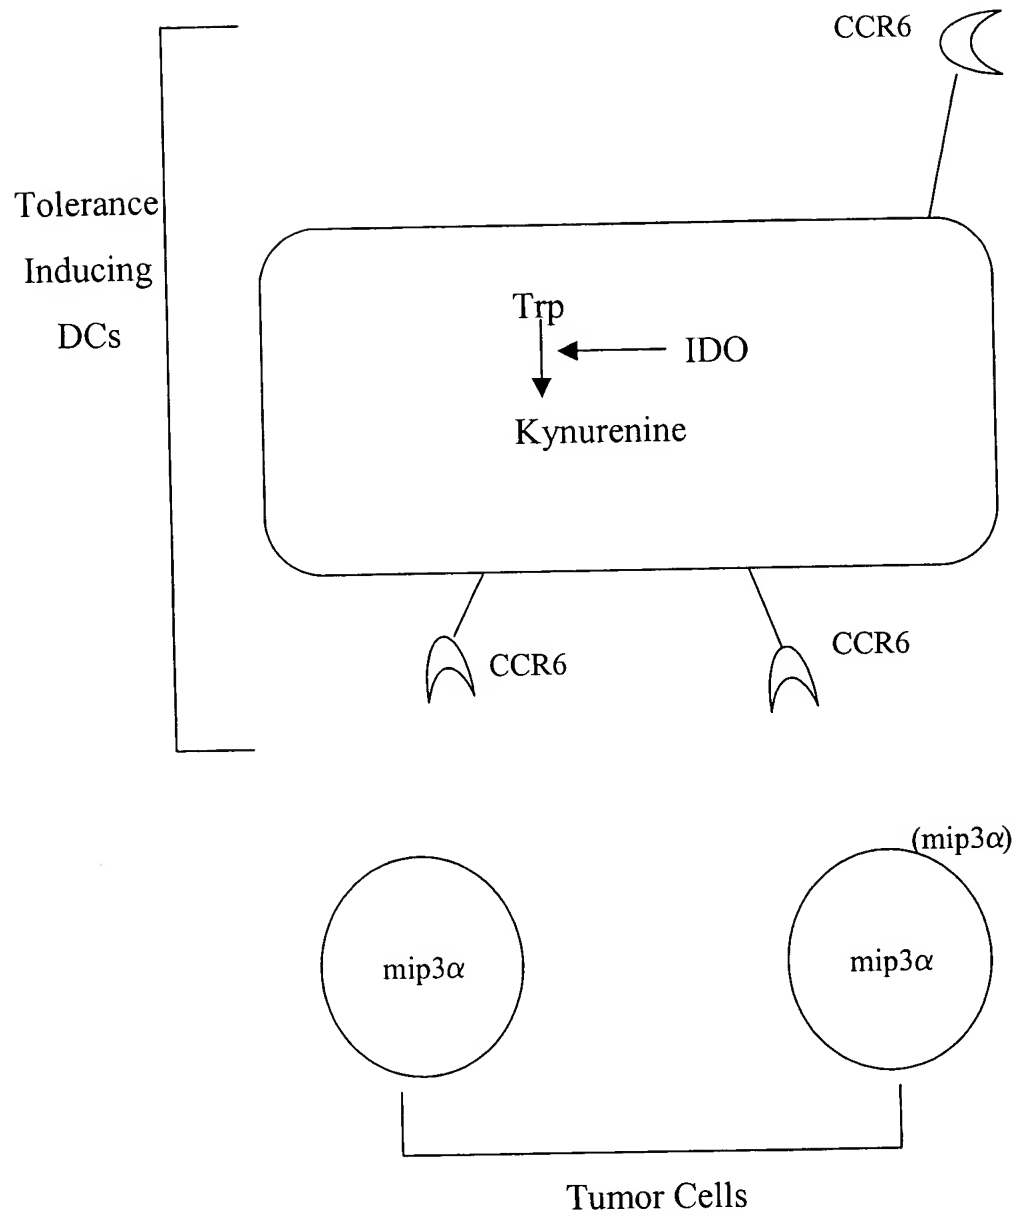 CCR6
Tolerance
Inducing
DCs
Trp
IDO
Kynurenine
CCR6
CCR6
(mip3α)
mip3α
mip3α
Tumor Cells